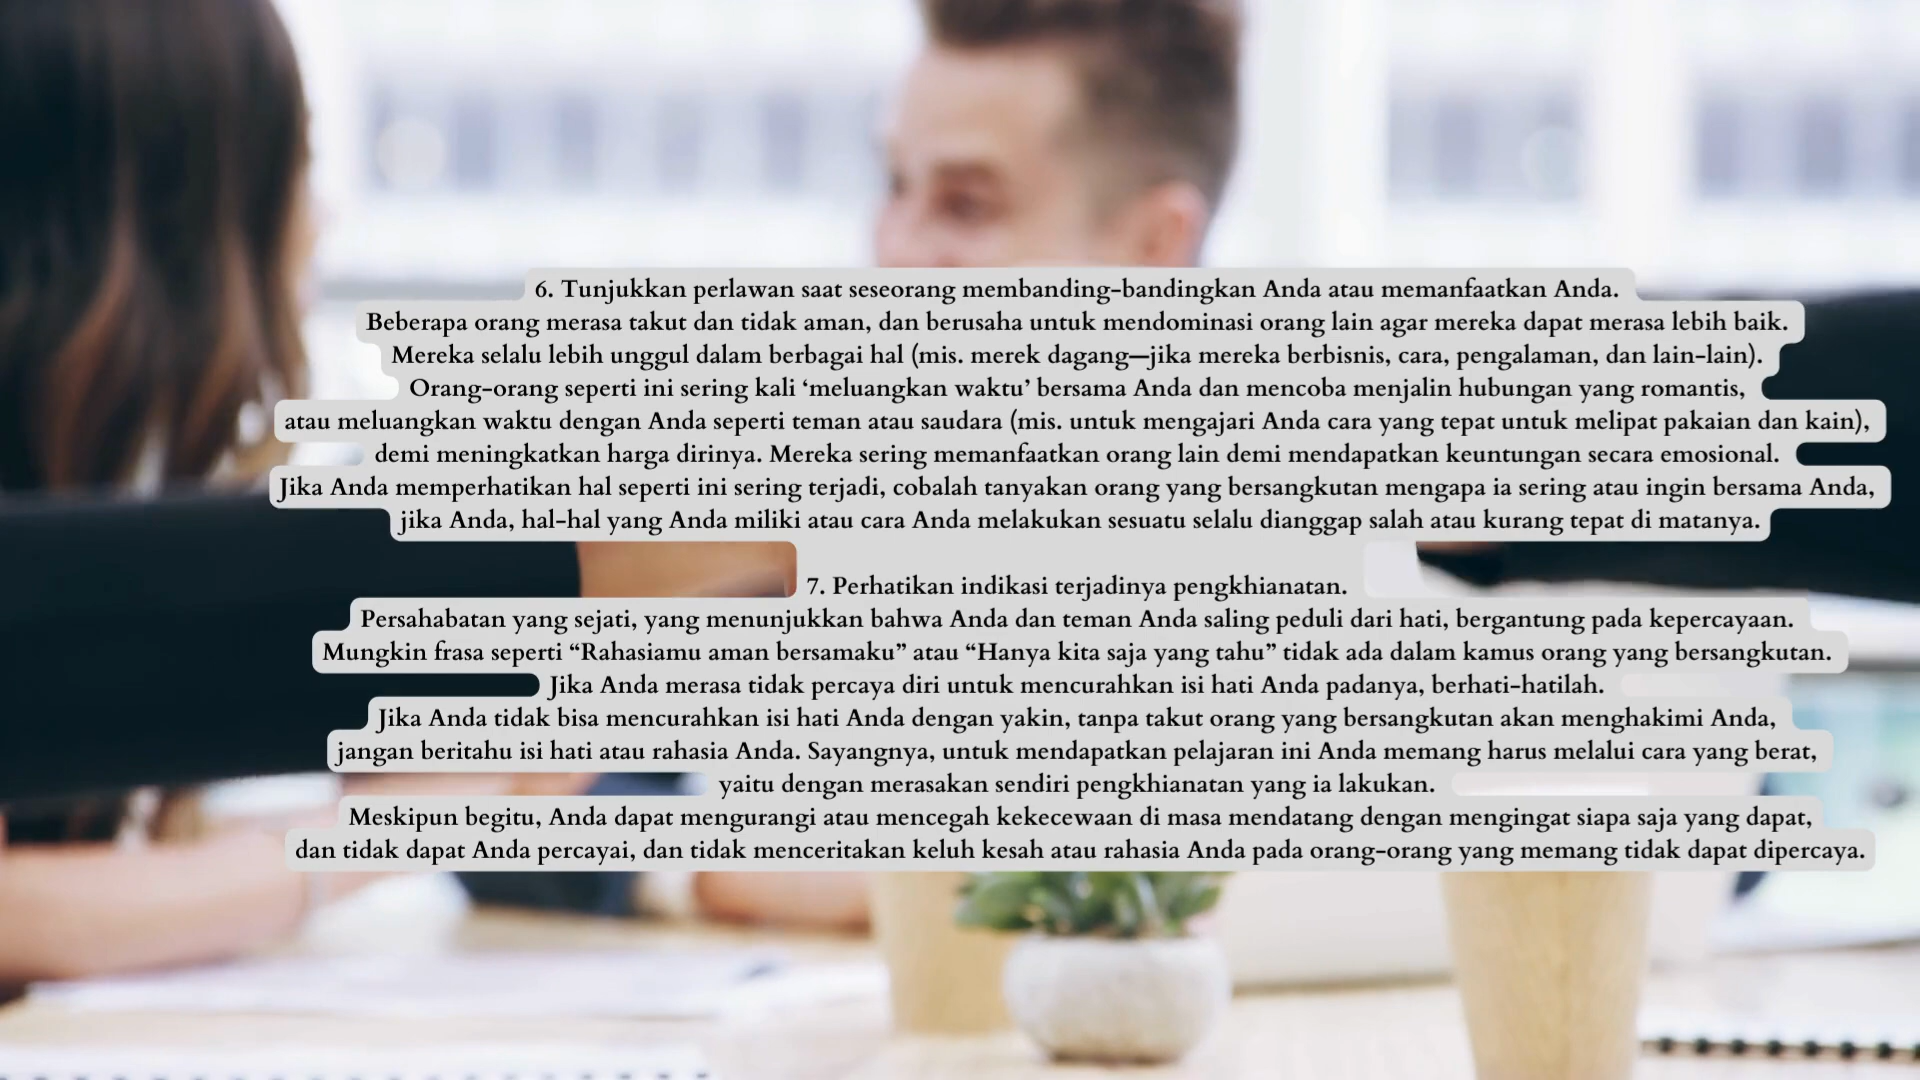 6. Tunjukkan perlawan saat seseorang membanding-bandingkan Anda atau memanfaatkan Anda.
Beberapa orang merasa takut dan tidak aman, dan berusaha untuk mendominasi orang lain agar mereka dapat merasa lebih baik.
Mereka selalu lebih unggul dalam berbagai hal (mis. merek dagang—jika mereka berbisnis, cara, pengalaman, dan lain-lain).
Orang-orang seperti ini sering kali ‘meluangkan waktu’ bersama Anda dan mencoba menjalin hubungan yang romantis,
atau meluangkan waktu dengan Anda seperti teman atau saudara (mis. untuk mengajari Anda cara yang tepat untuk melipat pakaian dan kain),
demi meningkatkan harga dirinya. Mereka sering memanfaatkan orang lain demi mendapatkan keuntungan secara emosional.
Jika Anda memperhatikan hal seperti ini sering terjadi, cobalah tanyakan orang yang bersangkutan mengapa ia sering atau ingin bersama Anda,
jika Anda, hal-hal yang Anda miliki atau cara Anda melakukan sesuatu selalu dianggap salah atau kurang tepat di matanya.
7. Perhatikan indikasi terjadinya pengkhianatan.
Persahabatan yang sejati, yang menunjukkan bahwa Anda dan teman Anda saling peduli dari hati, bergantung pada kepercayaan.
Mungkin frasa seperti “Rahasiamu aman bersamaku” atau “Hanya kita saja yang tahu” tidak ada dalam kamus orang yang bersangkutan.
Jika Anda merasa tidak percaya diri untuk mencurahkan isi hati Anda padanya, berhati-hatilah.
Jika Anda tidak bisa mencurahkan isi hati Anda dengan yakin, tanpa takut orang yang bersangkutan akan menghakimi Anda,
jangan beritahu isi hati atau rahasia Anda. Sayangnya, untuk mendapatkan pelajaran ini Anda memang harus melalui cara yang berat,
yaitu dengan merasakan sendiri pengkhianatan yang ia lakukan.
Meskipun begitu, Anda dapat mengurangi atau mencegah kekecewaan di masa mendatang dengan mengingat siapa saja yang dapat,
dan tidak dapat Anda percayai, dan tidak menceritakan keluh kesah atau rahasia Anda pada orang-orang yang memang tidak dapat dipercaya.